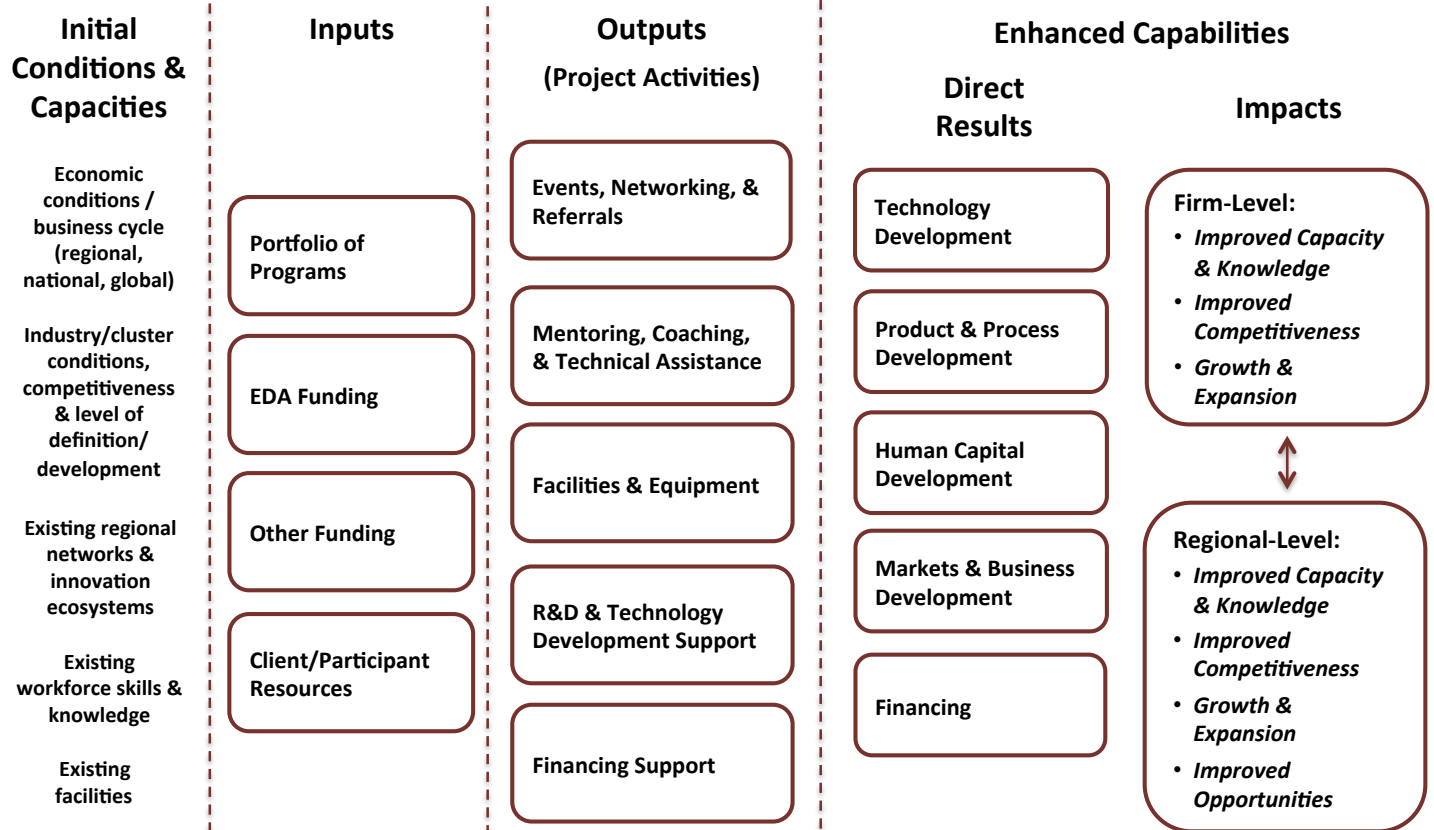 Initial
Conditions &
Capacities
Economic
conditions /
business cycle
(regional,
national, global)
Industry/cluster
conditions,
competitiveness
& level of
definition/
development
Existing regional
networks &
innovation
ecosystems
Existing
workforce skills &
knowledge
Existing
facilities
Inputs
Portfolio of
Programs
EDA Funding
Other Funding
Client/Participant
Resources
Outputs
(Project Activities)
Events, Networking, &
Referrals
Mentoring, Coaching,
& Technical Assistance
Facilities & Equipment
R&D & Technology
Development Support
Financing Support
Enhanced Capabilities
Direct
Results
Technology
Development
Product & Process
Development
Human Capital
Development
Markets & Business
Development
Financing
Impacts
Firm-Level:
• Improved Capacity
& Knowledge
• Improved
Competitiveness
• Growth &
Expansion
Regional-Level:
• Improved Capacity
& Knowledge
• Improved
Competitiveness
• Growth &
Expansion
• Improved
Opportunities